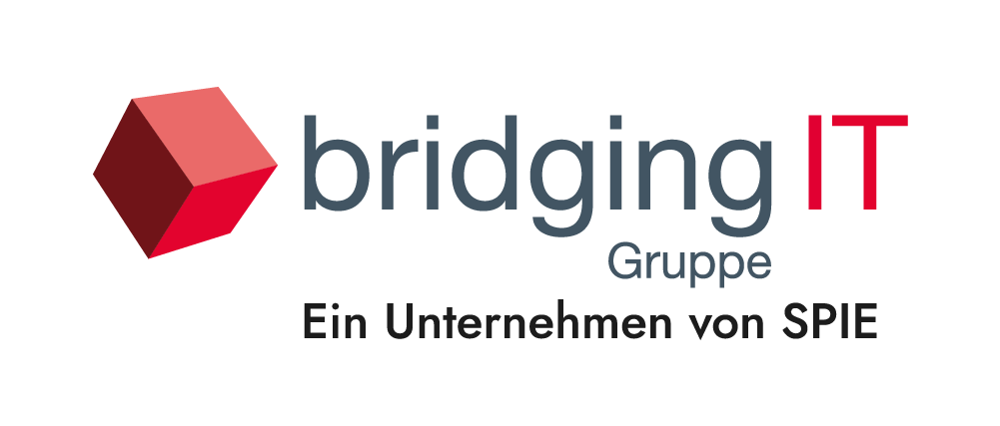 bridging IT
Gruppe
Ein Unternehmen von SPIE